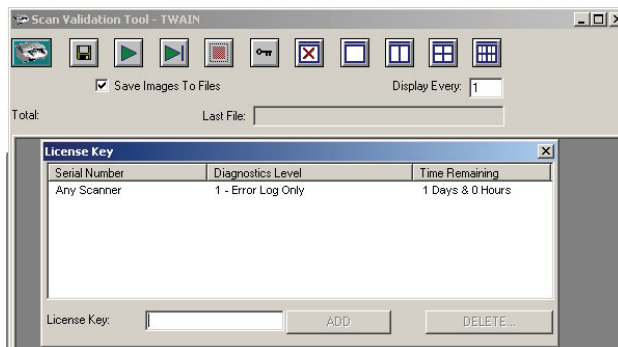 Scan Validation Tool - TWAIN
Save Images To Files Display Every: 1
Total: Last File:
License Key
Serial Number Diagnostics Level Time Remaining
Any Scanner 1 - Error Log Only 1 Days & 0 Hours
License Key: ADD DELETE...